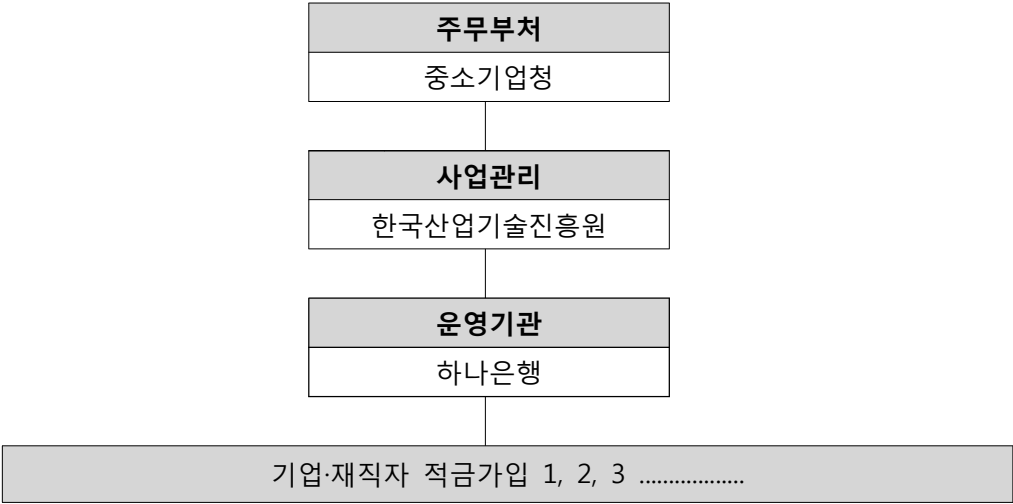 주무부처
중소기업청
사업관리
한국산업기술진흥원
운영기관
하나은행
기업·재직자 적금가입 1, 2, 3 ..................